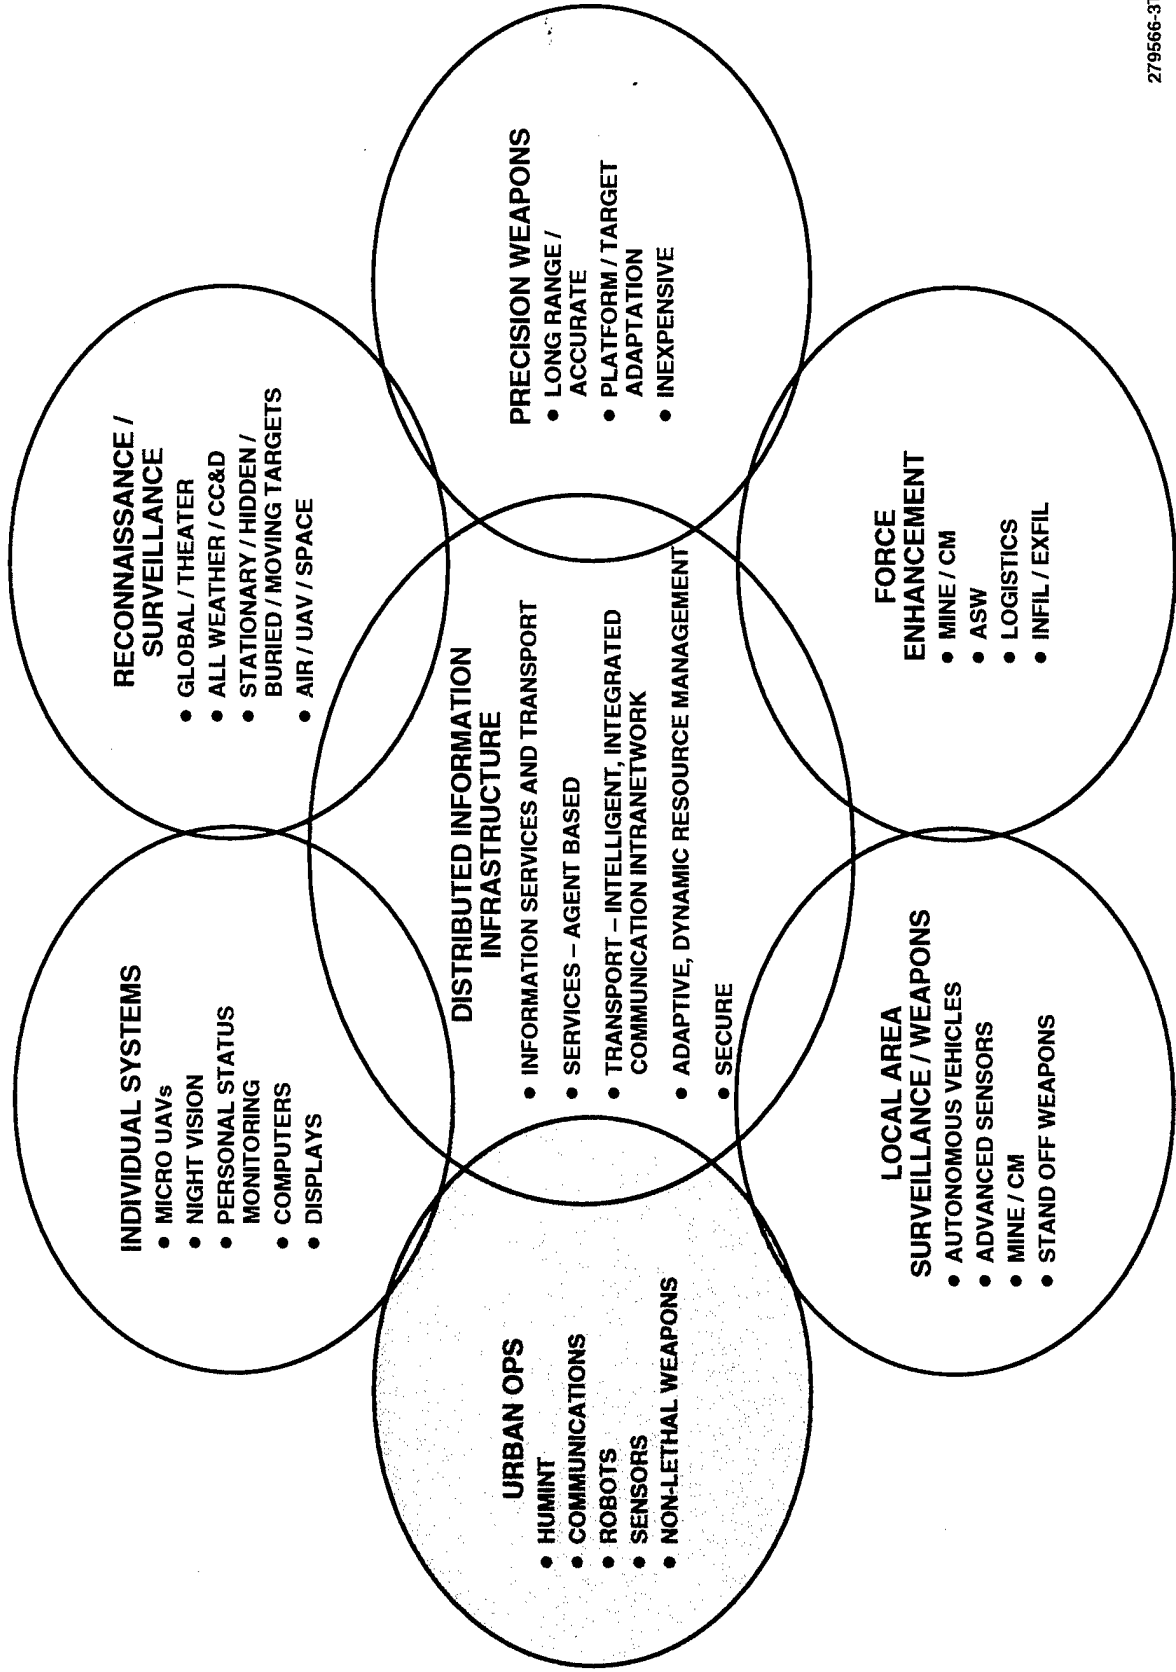 INDIVIDUAL SYSTEMS
• MICRO UAVs
• NIGHT VISION
• PERSONAL STATUS
MONITORING
• COMPUTERS
• DISPLAYS
RECONNAISSANCE /
SURVEILLANCE
• GLOBAL / THEATER
• ALL WEATHER / CC&D
• STATIONARY / HIDDEN /
BURIED / MOVING TARGETS
• AIR / UAV / SPACE
URBAN OPS
• HUMINT
• COMMUNICATIONS
• ROBOTS
• SENSORS
• NON-LETHAL WEAPONS
DISTRIBUTED INFORMATION
INFRASTRUCTURE
• INFORMATION SERVICES AND TRANSPORT
• SERVICES – AGENT BASED
• TRANSPORT – INTELLIGENT, INTEGRATED
COMMUNICATION INTRANETWORK
• ADAPTIVE, DYNAMIC RESOURCE MANAGEMENT
• SECURE
PRECISION WEAPONS
• LONG RANGE /
ACCURATE
• PLATFORM / TARGET
ADAPTATION
• INEXPENSIVE
LOCAL AREA
SURVEILLANCE / WEAPONS
• AUTONOMOUS VEHICLES
• ADVANCED SENSORS
• MINE / CM
• STAND OFF WEAPONS
FORCE
ENHANCEMENT
• MINE / CM
• ASW
• LOGISTICS
• INFIL / EXFIL